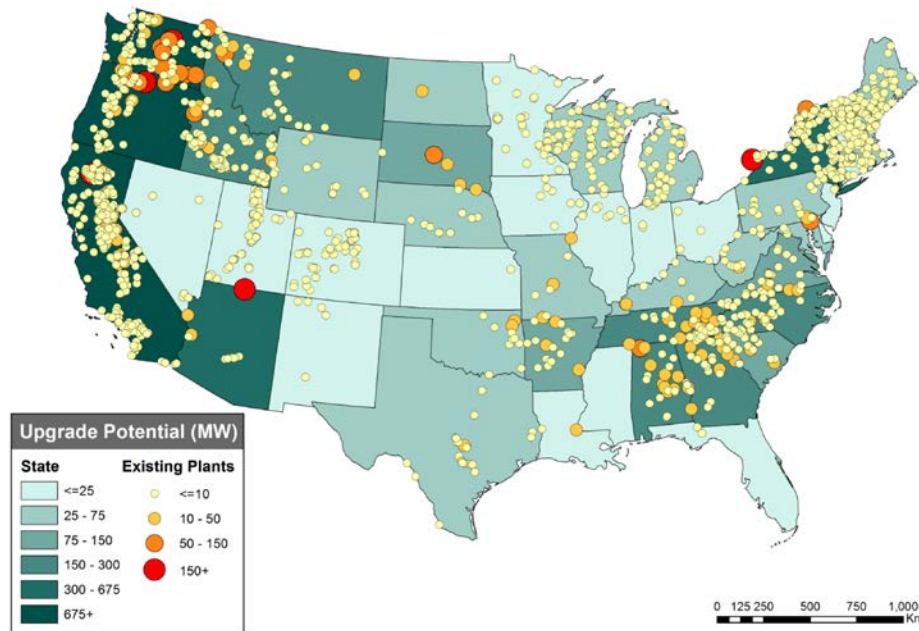 Upgrade Potential (MW)
State Existing Plants
<=25 <=10
25 - 75 10 - 50
75 - 150 50 - 150
150 - 300 150+
300 - 675
675+
0 125 250 500 750 1,000
Km